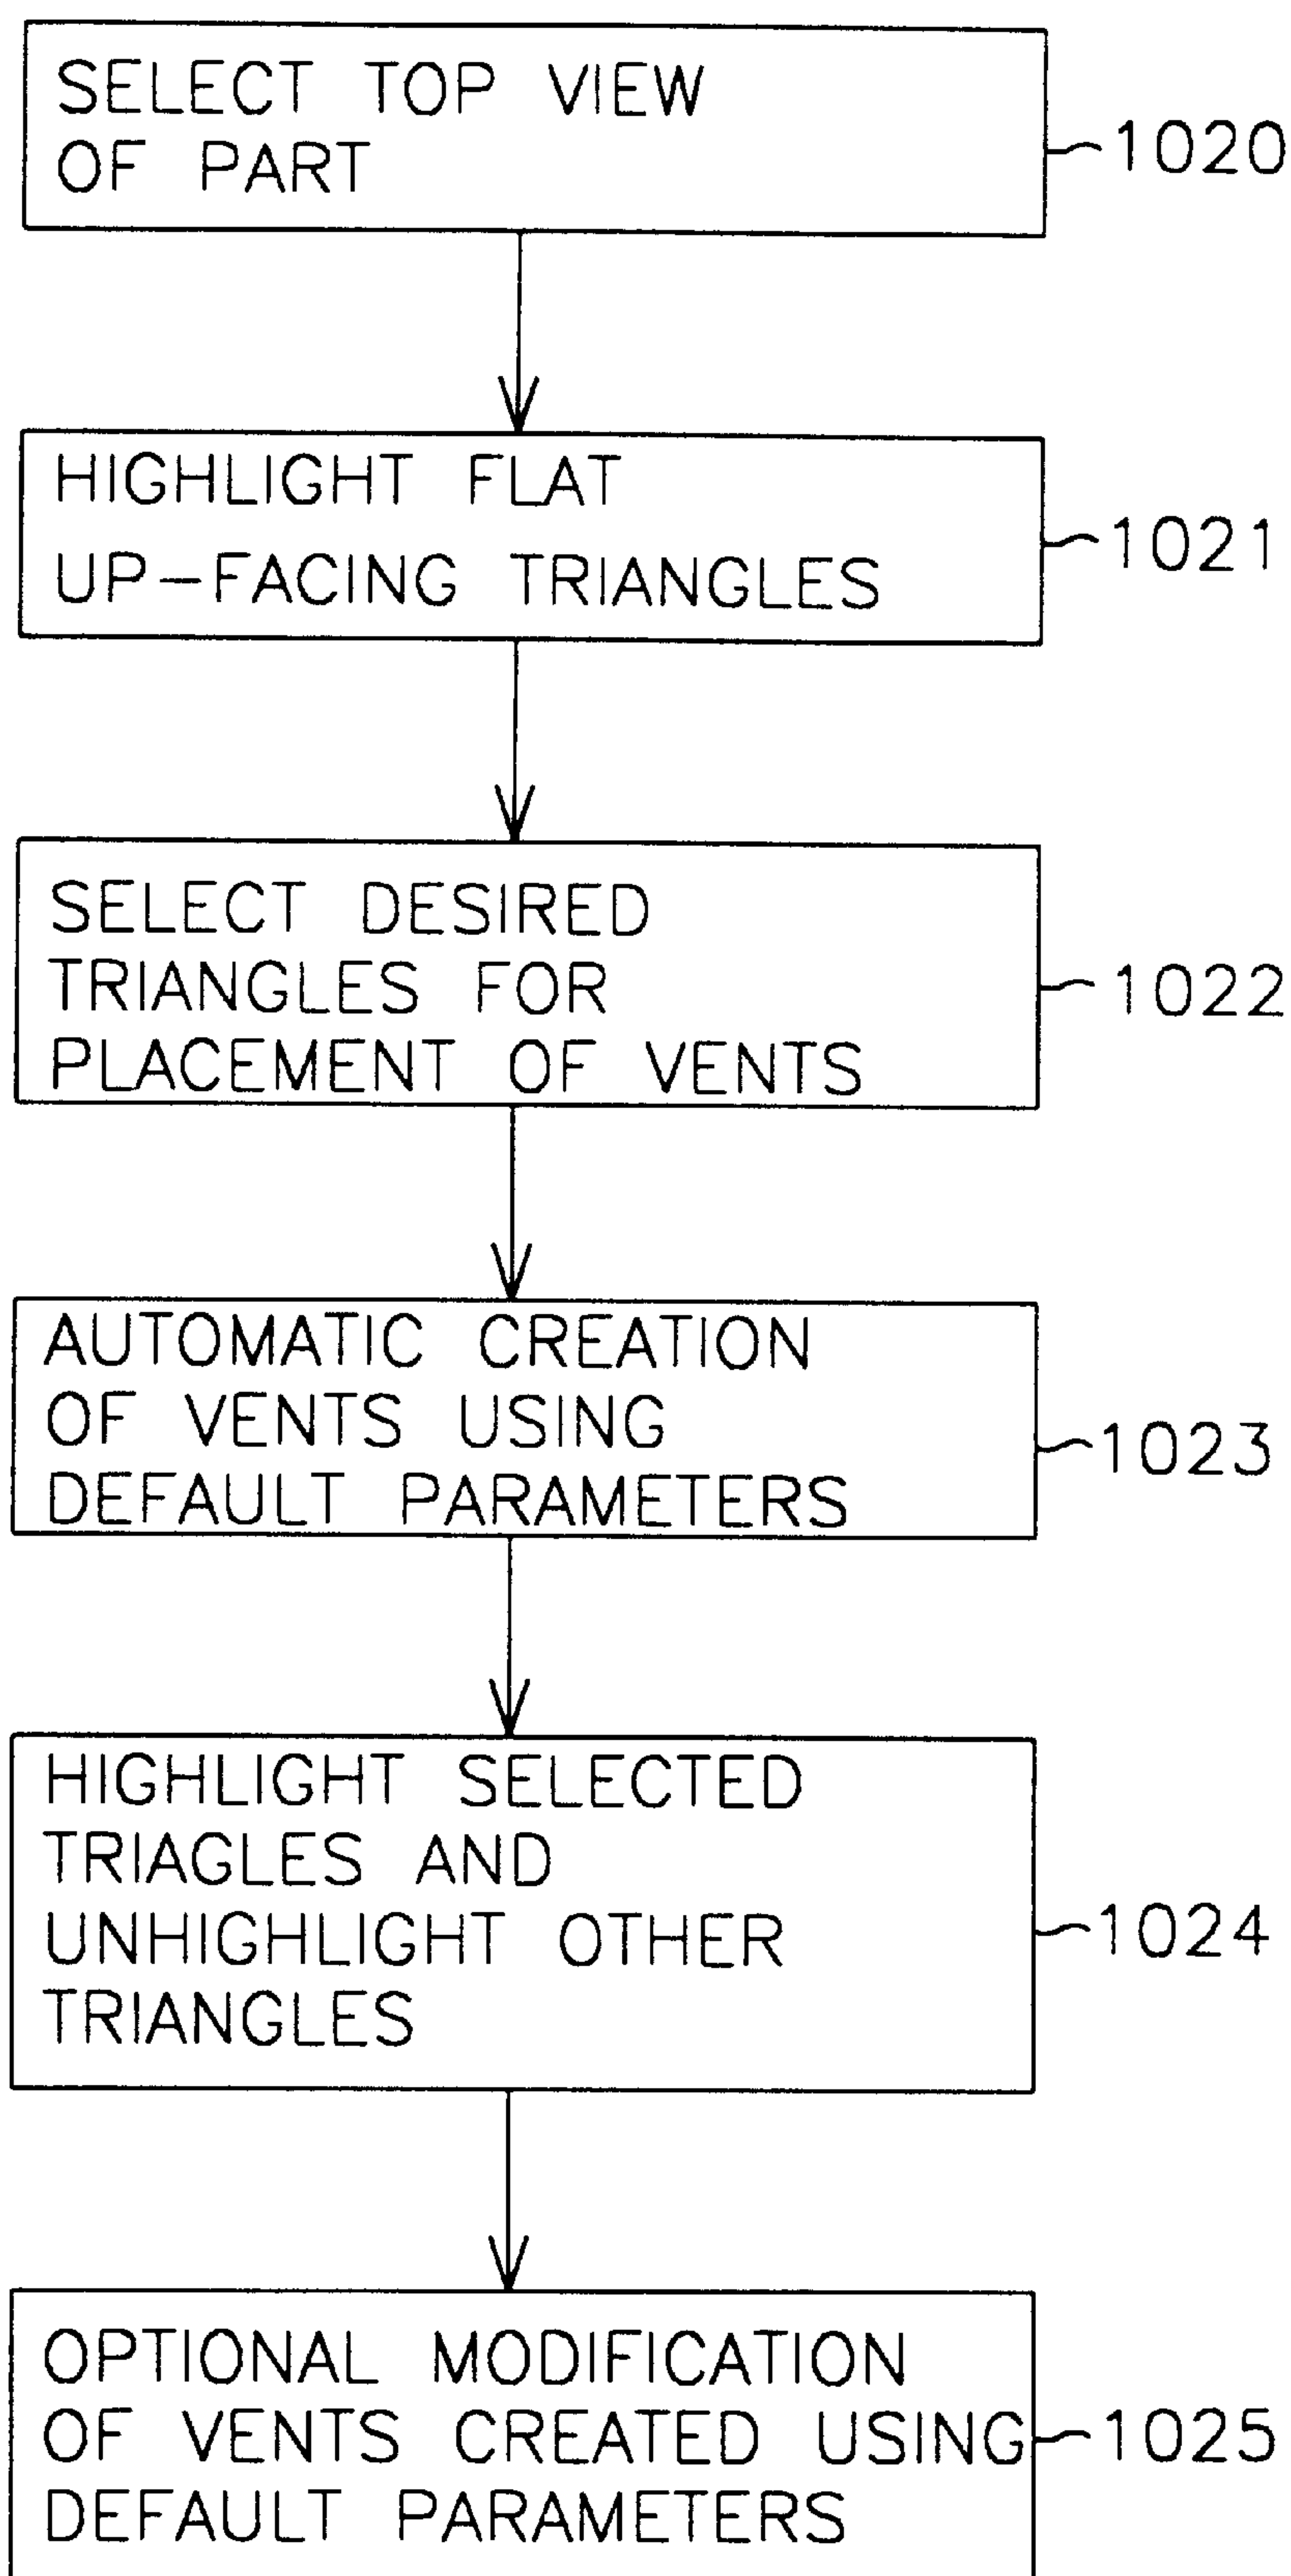 SELECT TOP VIEW
OF PART
1020
HIGHLIGHT FLAT
UP-FACING TRIANGLES
1021
SELECT DESIRED
TRIANGLES FOR
PLACEMENT OF VENTS
1022
AUTOMATIC CREATION
OF VENTS USING
DEFAULT PARAMETERS
1023
HIGHLIGHT SELECTED
TRIAGLES AND
UNHIGHLIGHT OTHER
TRIANGLES
1024
OPTIONAL MODIFICATION
OF VENTS CREATED USING
DEFAULT PARAMETERS
1025